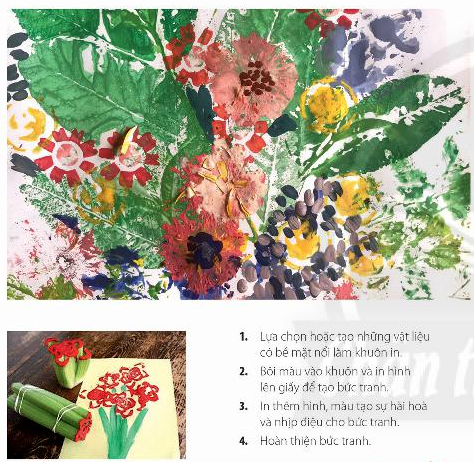 1. Lựa chọn hoặc tạo những vật liệu
có bề mặt nổi làm khuôn in.
2. Bôi màu vào khuôn và in hình
lên giấy để tạo bức tranh.
3. In thêm hình, màu tạo sự hài hoà
và nhịp điệu cho bức tranh.
4. Hoàn thiện bức tranh.